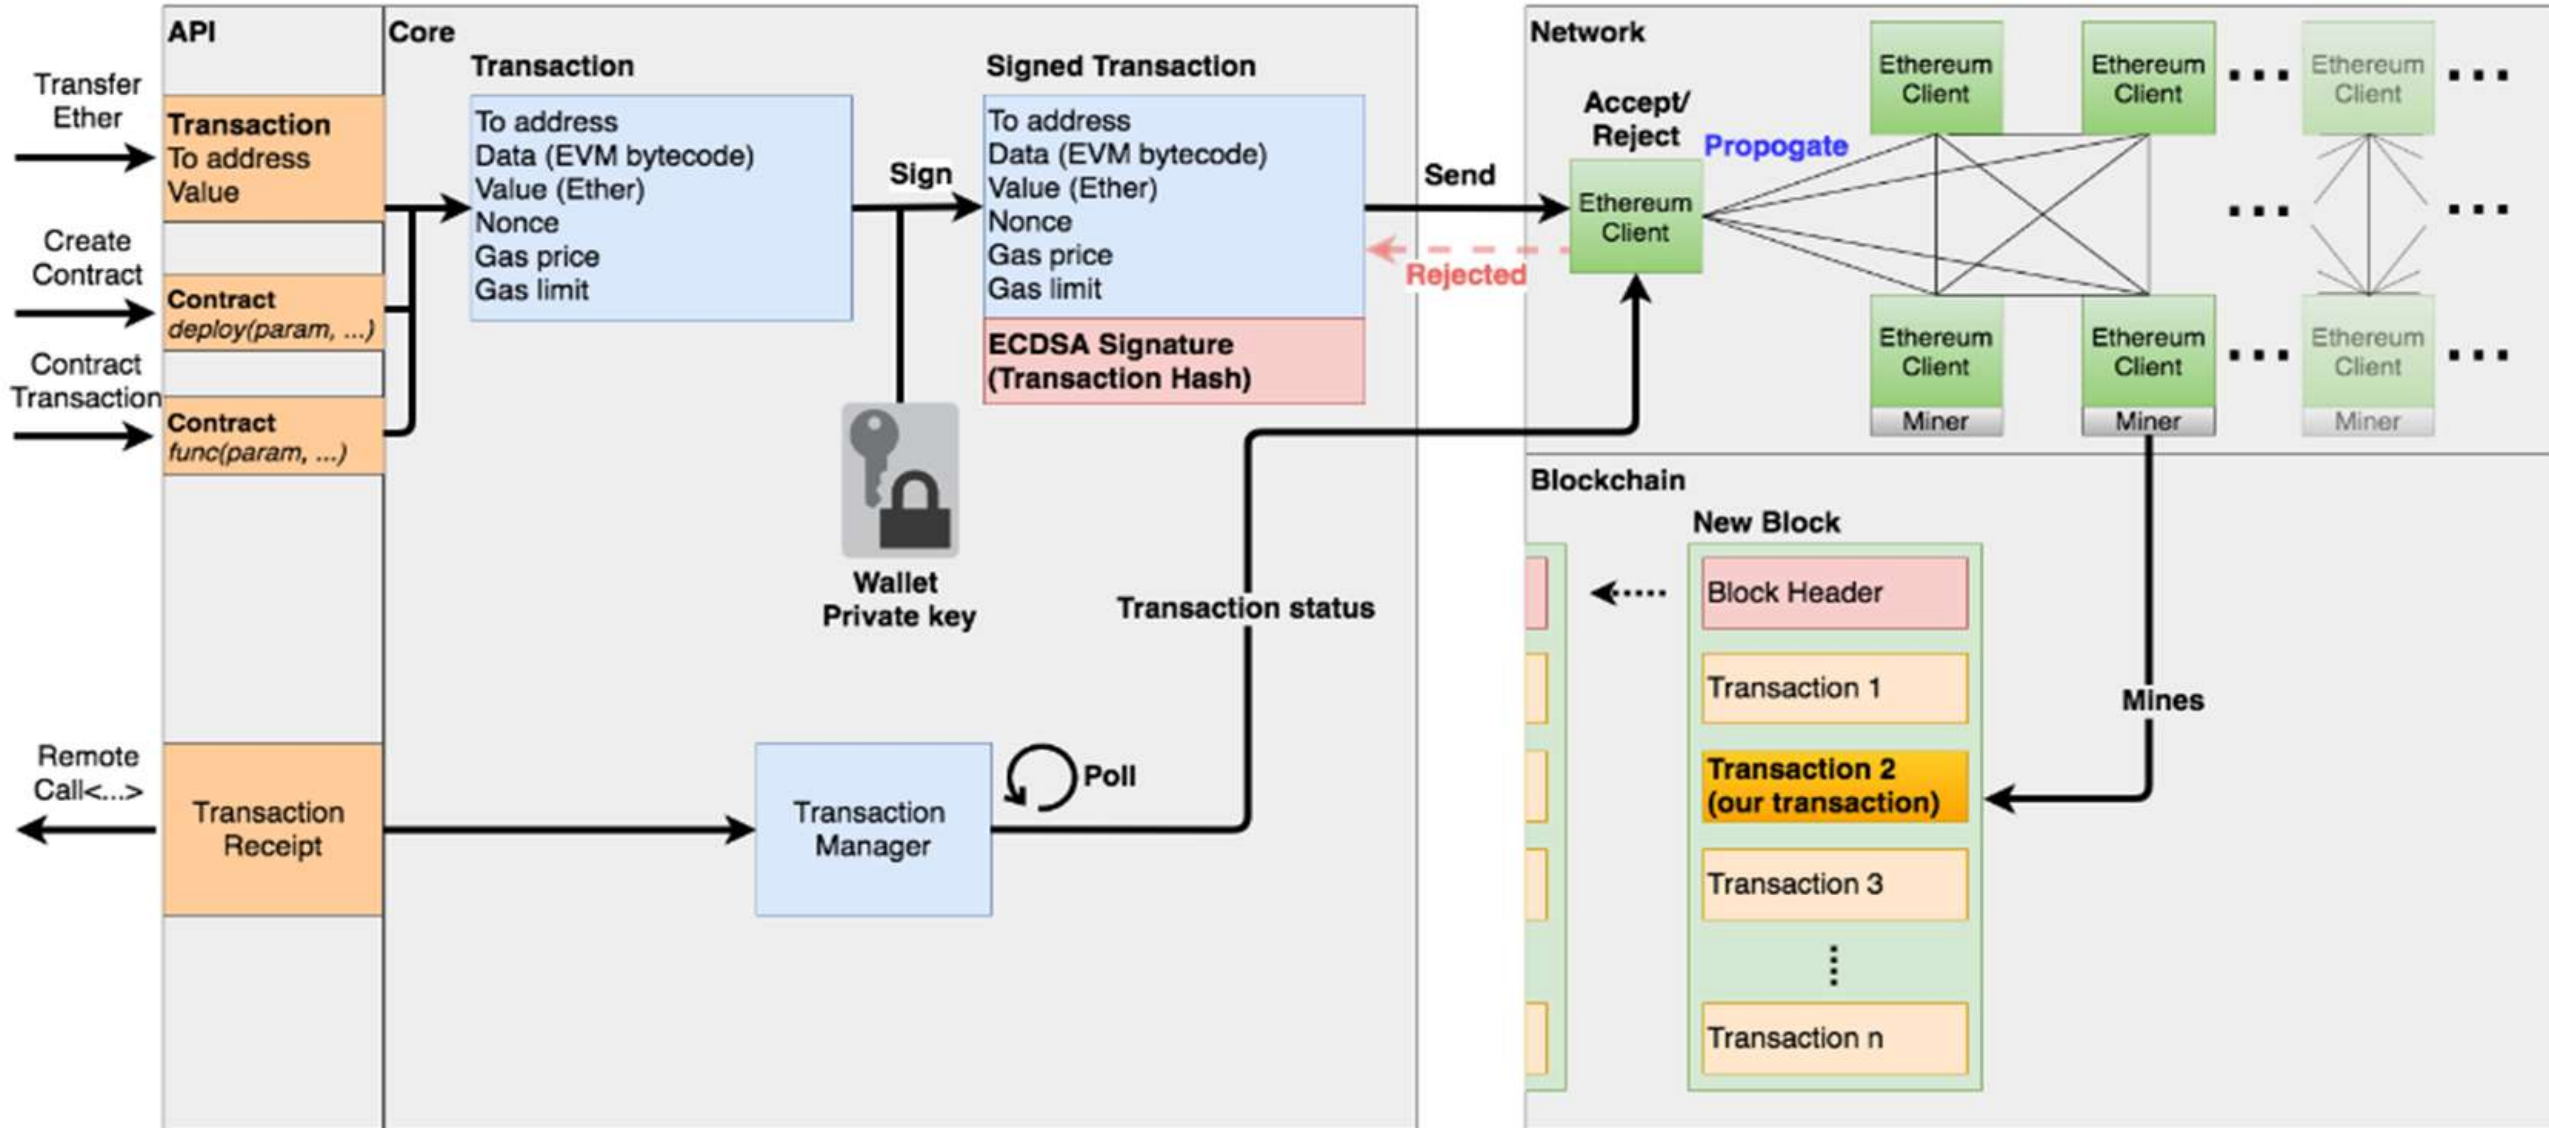 API
Core
Network
Transfer
Ether
Transaction
To address
Value
Create
Contract
Contract
deploy(param, ...)
Contract
Transaction
Contract
func(param, ...)
Transaction
To address
Data (EVM bytecode)
Value (Ether)
Nonce
Gas price
Gas limit
Sign
Wallet
Private key
Signed Transaction
To address
Data (EVM bytecode)
Value (Ether)
Nonce
Gas price
Gas limit
ECDSA Signature
(Transaction Hash)
Send
Rejected
Accept/
Reject
Ethereum
Client
Propogate
Ethereum
Client
Ethereum
Client
Ethereum
Client
Ethereum
Client
Miner
Ethereum
Client
Miner
Ethereum
Client
Miner
Remote
Call<...>
Transaction
Receipt
Transaction
Manager
Poll
Transaction status
Blockchain
New Block
Block Header
Transaction 1
Transaction 2
(our transaction)
Transaction 3
Transaction n
Mines